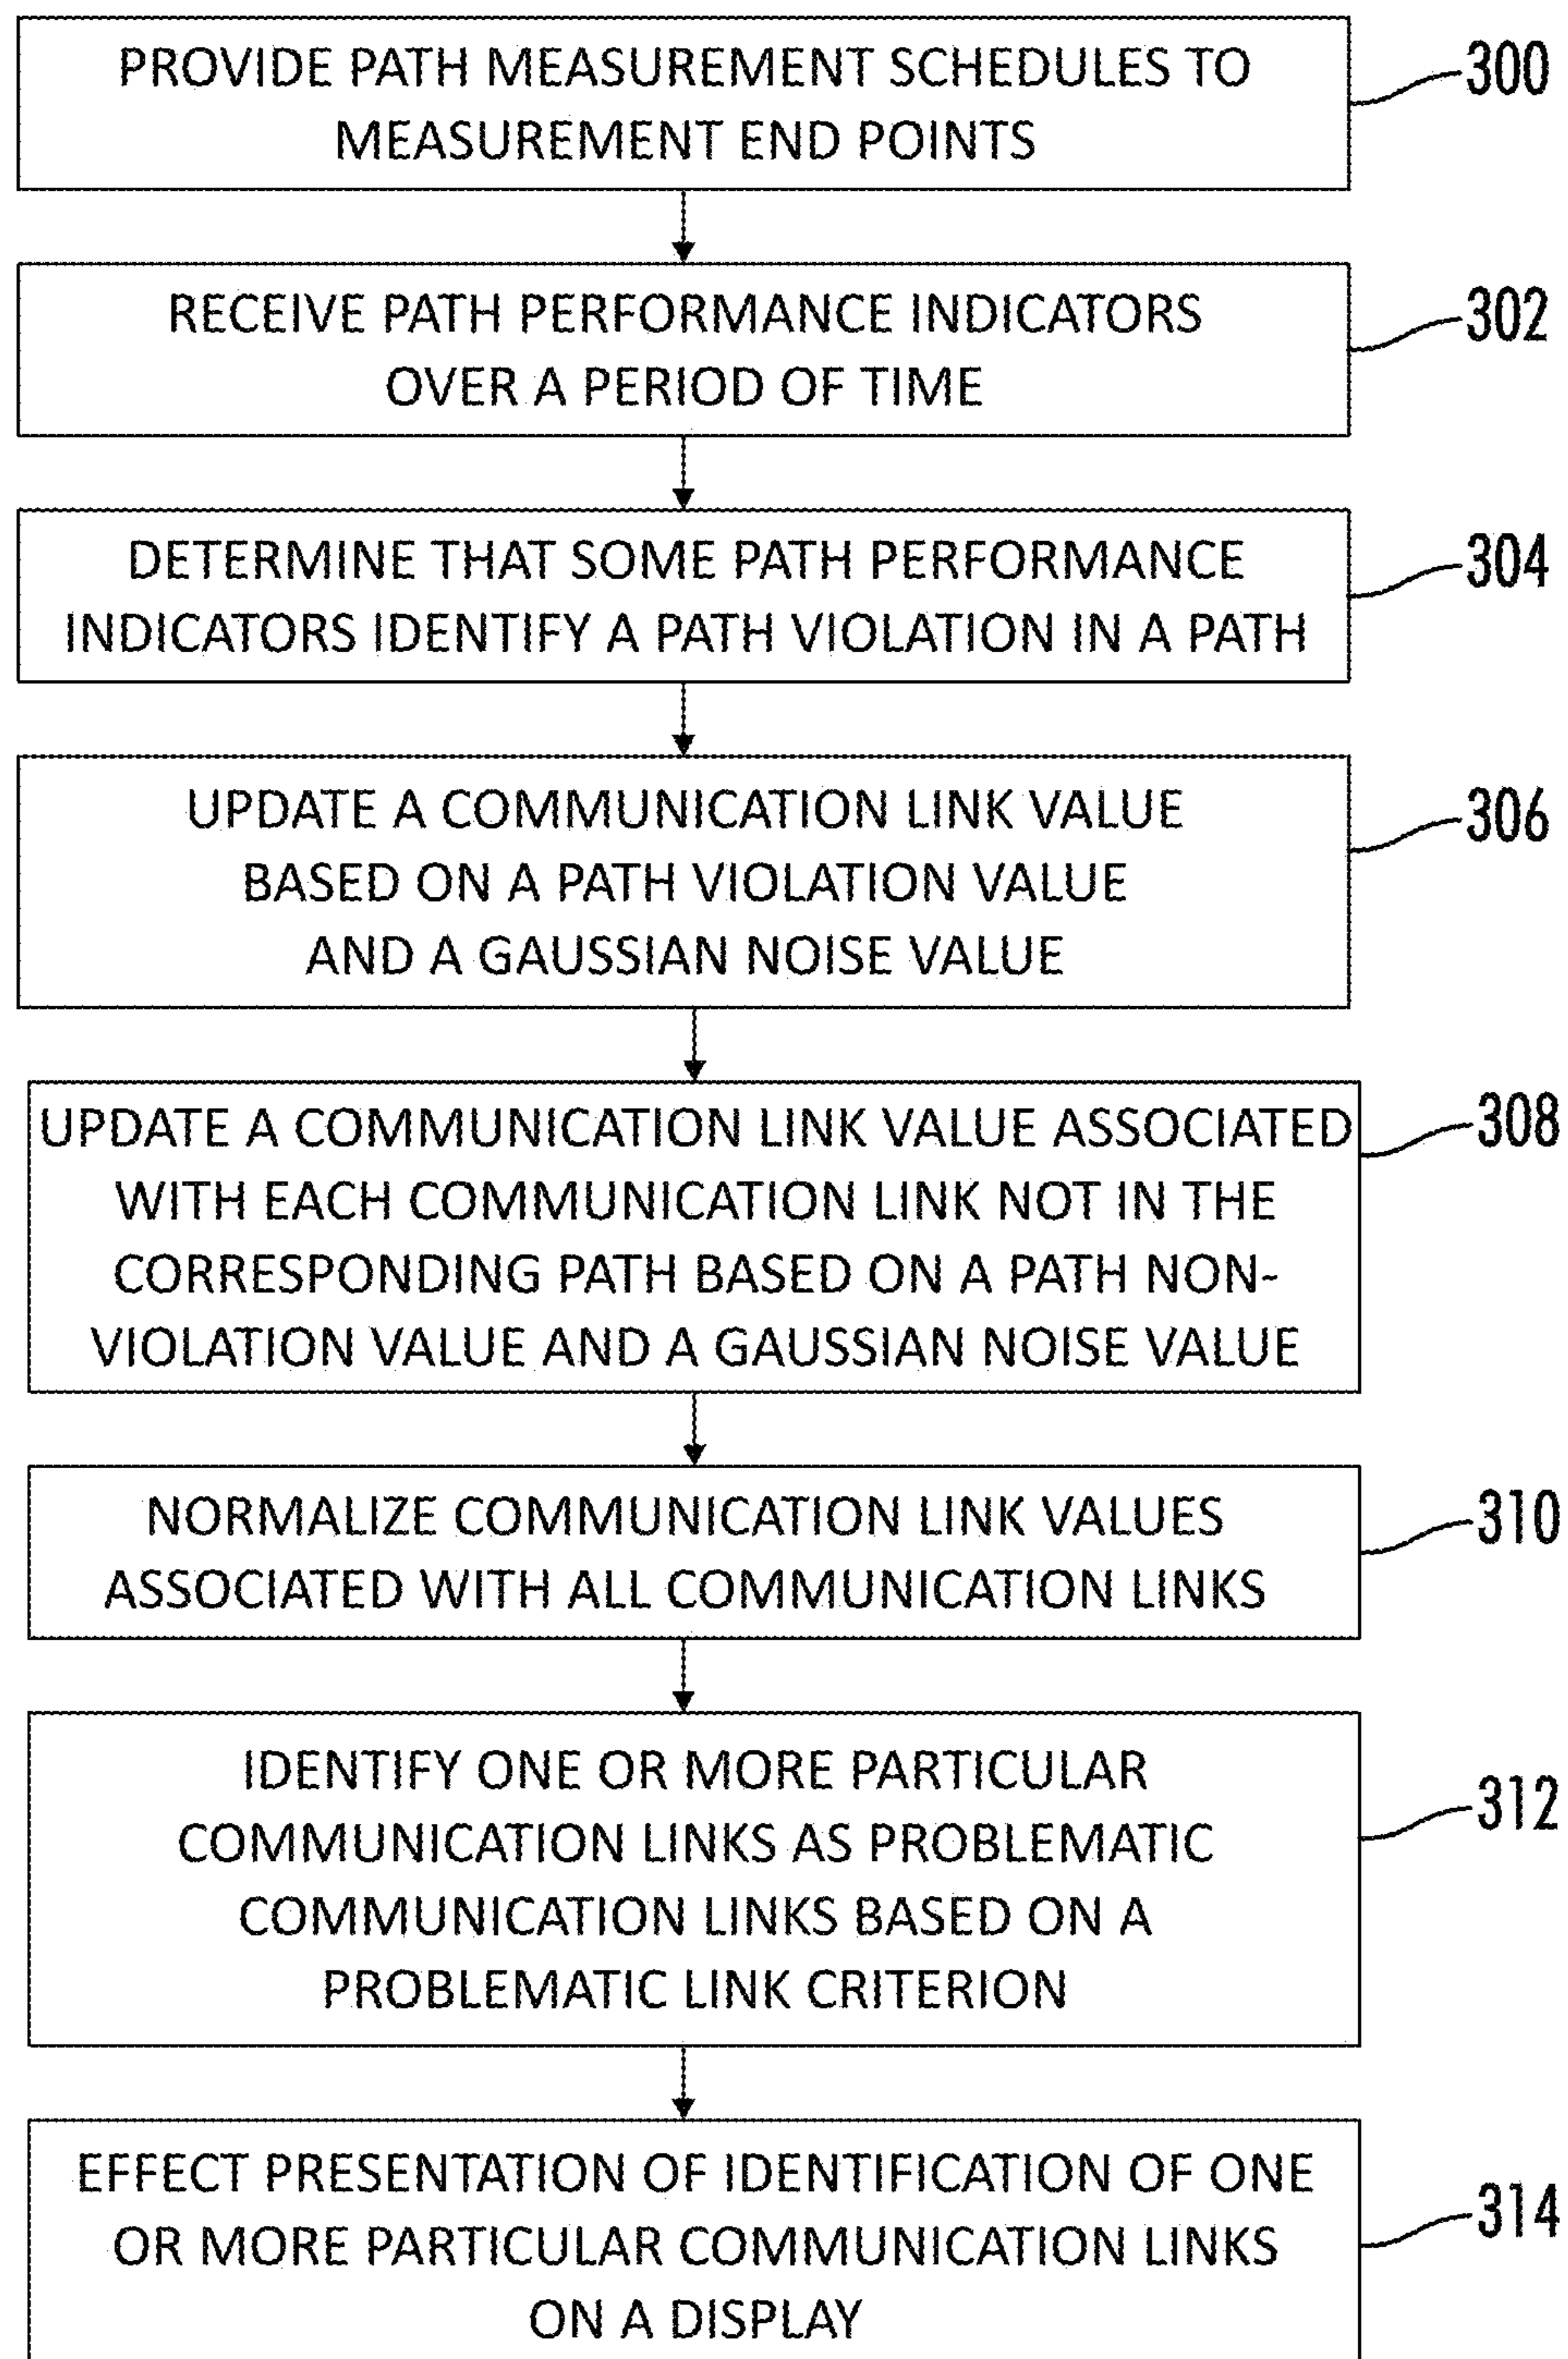 PROVIDE PATH MEASUREMENT SCHEDULES TO
MEASUREMENT END POINTS
300
RECEIVE PATH PERFORMANCE INDICATORS
OVER A PERIOD OF TIME
302
DETERMINE THAT SOME PATH PERFORMANCE
INDICATORS IDENTIFY A PATH VIOLATION IN A PATH
304
UPDATE A COMMUNICATION LINK VALUE
BASED ON A PATH VIOLATION VALUE
AND A GAUSSIAN NOISE VALUE
306
UPDATE A COMMUNICATION LINK VALUE ASSOCIATED
WITH EACH COMMUNICATION LINK NOT IN THE
CORRESPONDING PATH BASED ON A PATH NON-
VIOLATION VALUE AND A GAUSSIAN NOISE VALUE
308
NORMALIZE COMMUNICATION LINK VALUES
ASSOCIATED WITH ALL COMMUNICATION LINKS
310
IDENTIFY ONE OR MORE PARTICULAR
COMMUNICATION LINKS AS PROBLEMATIC
COMMUNICATION LINKS BASED ON A
PROBLEMATIC LINK CRITERION
312
EFFECT PRESENTATION OF IDENTIFICATION OF ONE
OR MORE PARTICULAR COMMUNICATION LINKS
ON A DISPLAY
314